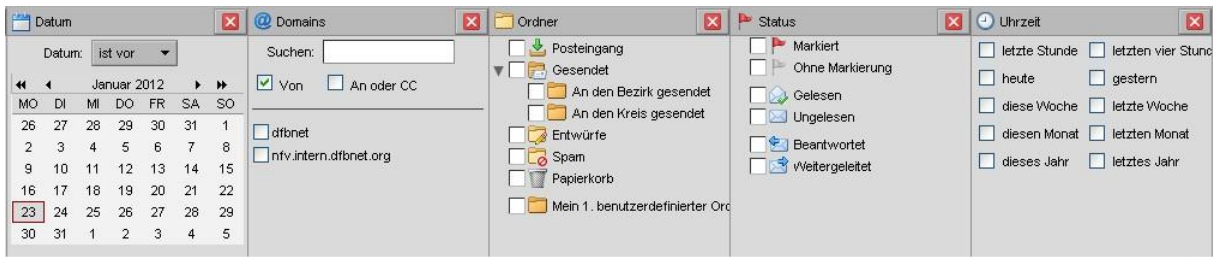 Datum
Datum: ist vor
Januar 2012
MO DI MI DO FR SA SO
26 27 28 29 30 31 1
2 3 4 5 6 7 8
9 10 11 12 13 14 15
16 17 18 19 20 21 22
23 24 25 26 27 28 29
30 31 1 2 3 4 5
@ Domains
Suchen:
Von An oder CC
dfbnet
nfv.intern.dfbnet.org
Ordner
Posteingang
Gesendet
An den Bezirk gesendet
An den Kreis gesendet
Entwürfe
Spam
Papierkorb
Mein 1. benutzerdefinierter Ord
Status
Markiert
Ohne Markierung
Gelesen
Ungelesen
Beantwortet
Weitergeleitet
Uhrzeit
letzte Stunde letzten vier Stund
heute gestern
diese Woche letzte Woche
diesen Monat letzten Monat
dieses Jahr letztes Jahr